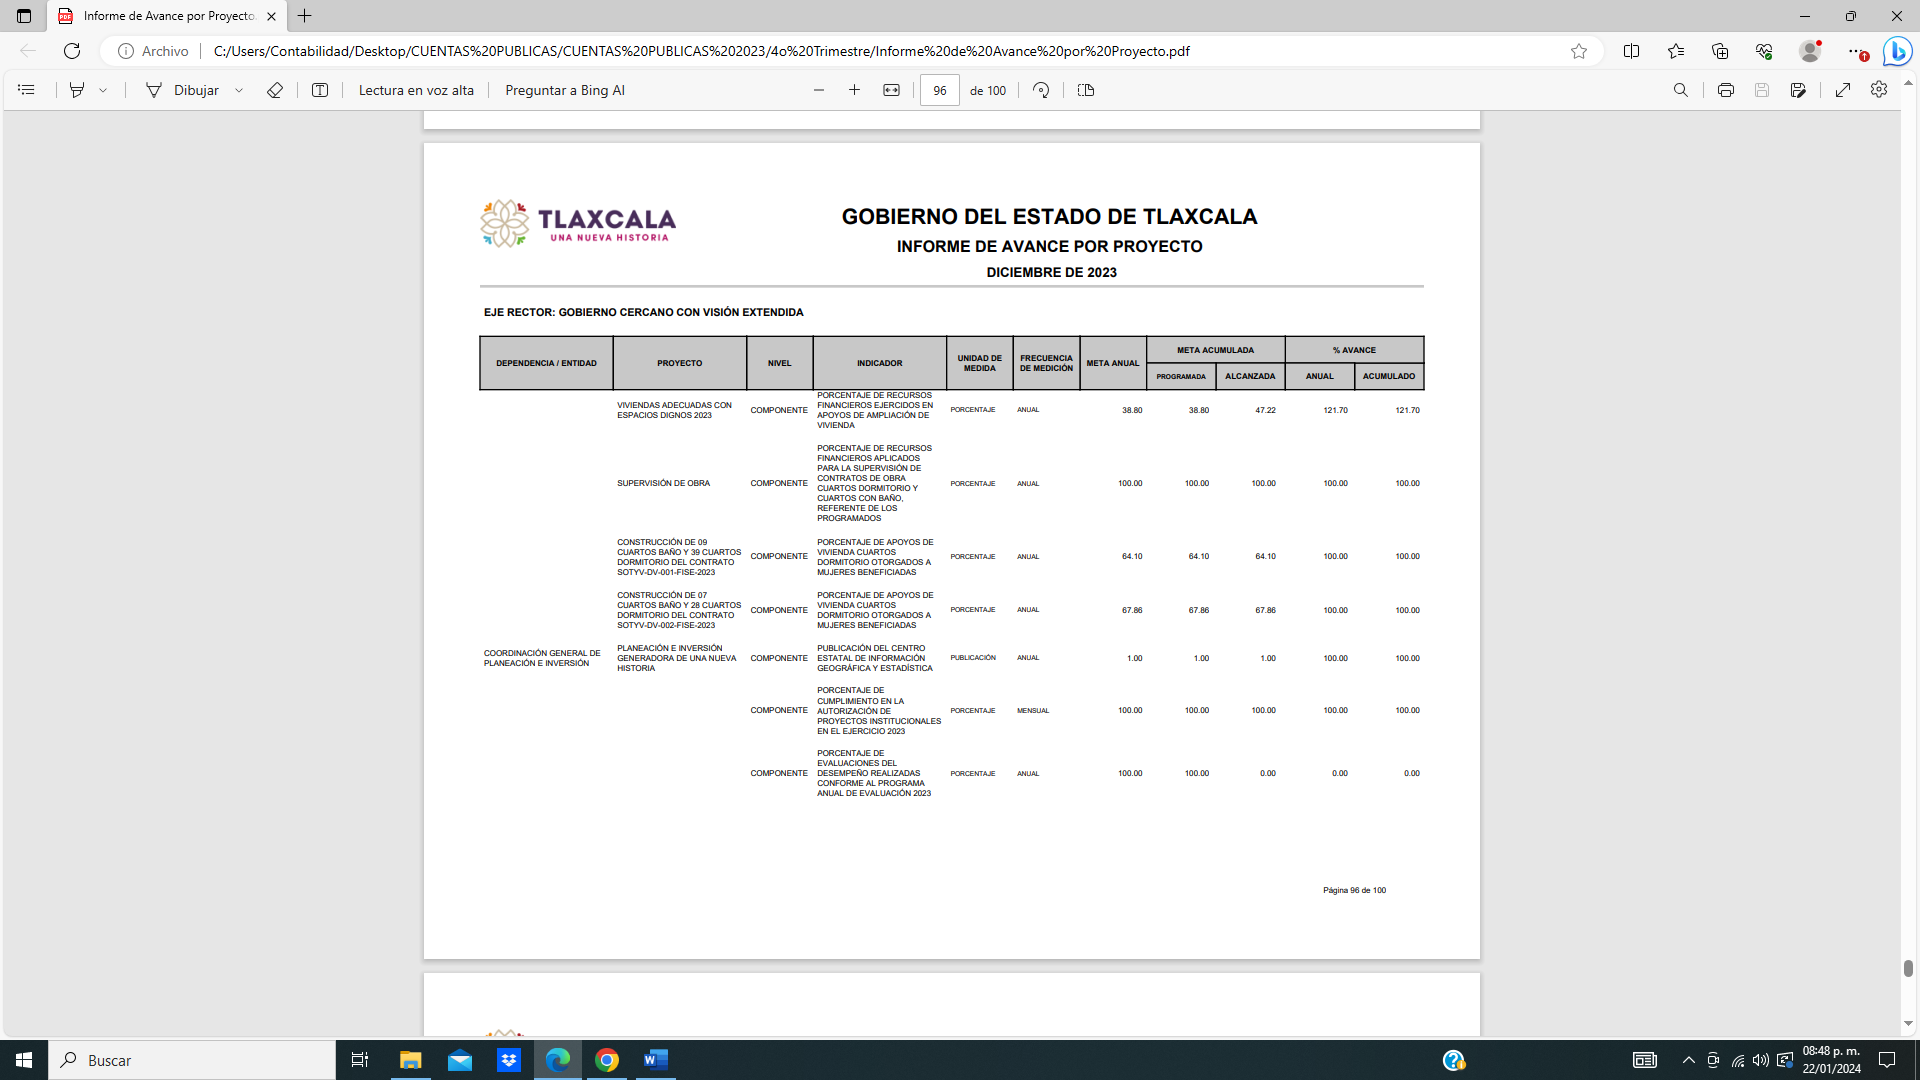 Informe de Avance por Proyecto.
Archivo
C:/Users/Contabilidad/Desktop/CUENTAS%20PUBLICAS/CUENTAS%20PUBLICAS%202023/4o%20Trimestre/Informe%20de%20Avance%20por%20Proyecto.pdf
Dibujar
Lectura en voz alta
Preguntar a Bing AI
96
de 100
TLAXCALA
UNA NUEVA HISTORIA
GOBIERNO DEL ESTADO DE TLAXCALA
INFORME DE AVANCE POR PROYECTO
DICIEMBRE DE 2023
EJE RECTOR: GOBIERNO CERCANO CON VISIÓN EXTENDIDA
DEPENDENCIA / ENTIDAD
PROYECTO
NIVEL
INDICADOR
UNIDAD DE
MEDIDA
FRECUENCIA
DE MEDICIÓN
META ANUAL
META ACUMULADA
PROGRAMADA
ALCANZADA
% AVANCE
ANUAL
ACUMULADO
VIVIENDAS ADECUADAS CON
ESPACIOS DIGNOS 2023
COMPONENTE
PORCENTAJE DE RECURSOS
FINANCIEROS EJERCIDOS EN
APOYOS DE AMPLIACIÓN DE
VIVIENDA
PORCENTAJE
ANUAL
38.80
38.80
47.22
121.70
121.70
SUPERVISIÓN DE OBRA
COMPONENTE
PORCENTAJE DE RECURSOS
FINANCIEROS APLICADOS
PARA LA SUPERVISIÓN DE
CONTRATOS DE OBRA
CUARTOS DORMITORIO Y
CUARTOS CON BAÑO,
REFERENTE DE LOS
PROGRAMADOS
PORCENTAJE
ANUAL
100.00
100.00
100.00
100.00
100.00
CONSTRUCCIÓN DE 09
CUARTOS BAÑO Y 39 CUARTOS
DORMITORIO DEL CONTRATO
SOTYV-DV-001-FISE-2023
COMPONENTE
PORCENTAJE DE APOYOS DE
VIVIENDA CUARTOS
DORMITORIO OTORGADOS A
MUJERES BENEFICIADAS
PORCENTAJE
ANUAL
64.10
64.10
64.10
100.00
100.00
CONSTRUCCIÓN DE 07
CUARTOS BAÑO Y 28 CUARTOS
DORMITORIO DEL CONTRATO
SOTYV-DV-002-FISE-2023
COMPONENTE
PORCENTAJE DE APOYOS DE
VIVIENDA CUARTOS
DORMITORIO OTORGADOS A
MUJERES BENEFICIADAS
PORCENTAJE
ANUAL
67.86
67.86
67.86
100.00
100.00
COORDINACIÓN GENERAL DE
PLANEACIÓN E INVERSIÓN
PLANEACIÓN E INVERSIÓN
GENERADORA DE UNA NUEVA
HISTORIA
COMPONENTE
PUBLICACIÓN DEL CENTRO
ESTATAL DE INFORMACIÓN
GEOGRÁFICA Y ESTADÍSTICA
PUBLICACIÓN
ANUAL
1.00
1.00
1.00
100.00
100.00
COMPONENTE
PORCENTAJE DE
CUMPLIMIENTO EN LA
AUTORIZACIÓN DE
PROYECTOS INSTITUCIONALES
EN EL EJERCICIO 2023
PORCENTAJE
MENSUAL
100.00
100.00
100.00
100.00
100.00
COMPONENTE
PORCENTAJE DE
EVALUACIONES DEL
DESEMPEÑO REALIZADAS
CONFORME AL PROGRAMA
ANUAL DE EVALUACIÓN 2023
PORCENTAJE
ANUAL
100.00
100.00
0.00
0.00
0.00
Página 96 de 100
Buscar
08:48 p. m.
22/01/2024